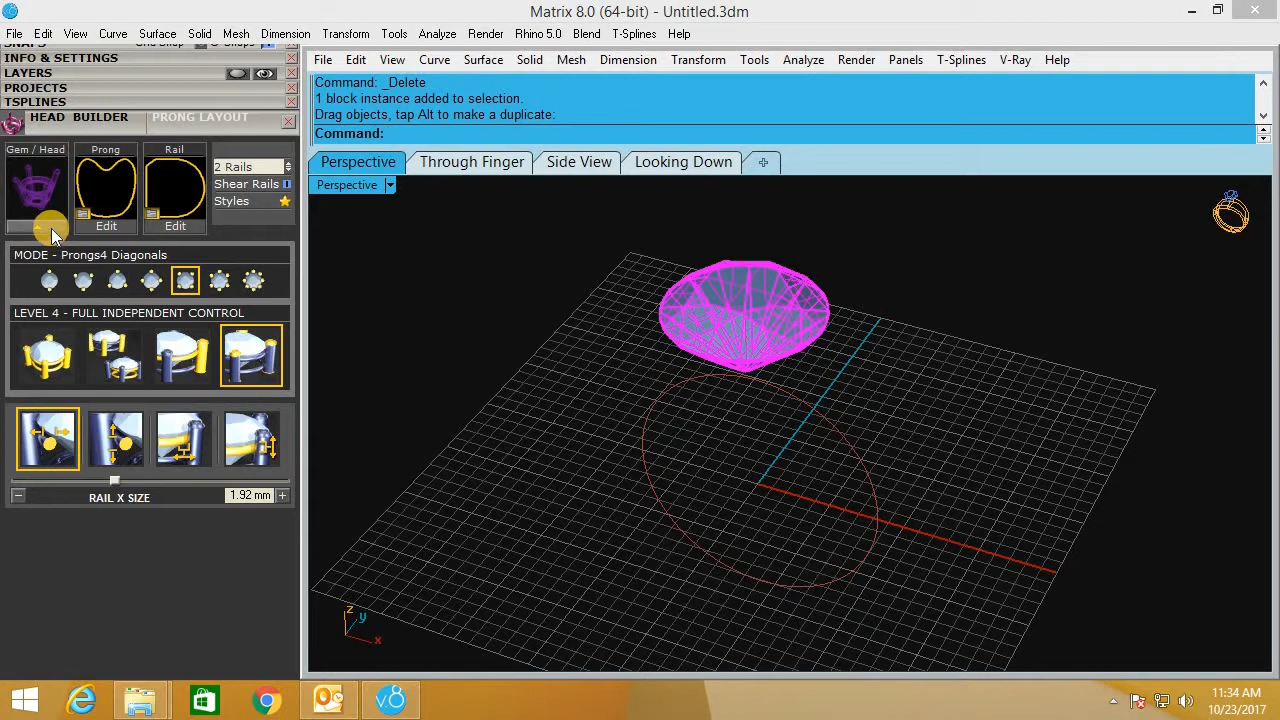 Matrix 8.0 (64-bit) - Untitled.3dm
File Edit View Curve Surface Solid Mesh Dimension Transform Tools Analyze Render Rhino 5.0 Blend T-Splines Help
INFO & SETTINGS
LAYERS
PROJECTS
TSPLINES
HEAD BUILDER PRONG LAYOUT
Gem / Head Prong Rail
2 Rails
Shear Rails
Styles
Edit Edit
MODE - Prongs4 Diagonals
LEVEL 4 - FULL INDEPENDENT CONTROL
RAIL X SIZE 1.92 mm
File Edit View Curve Surface Solid Mesh Dimension Transform Tools Analyze Render Panels T-Splines V-Ray Help
Command: _Delete
1 block instance added to selection.
Drag objects, tap Alt to make a duplicate:
Command:
Perspective Through Finger Side View Looking Down
Perspective
z
y
x
V8
11:34 AM
10/23/2017